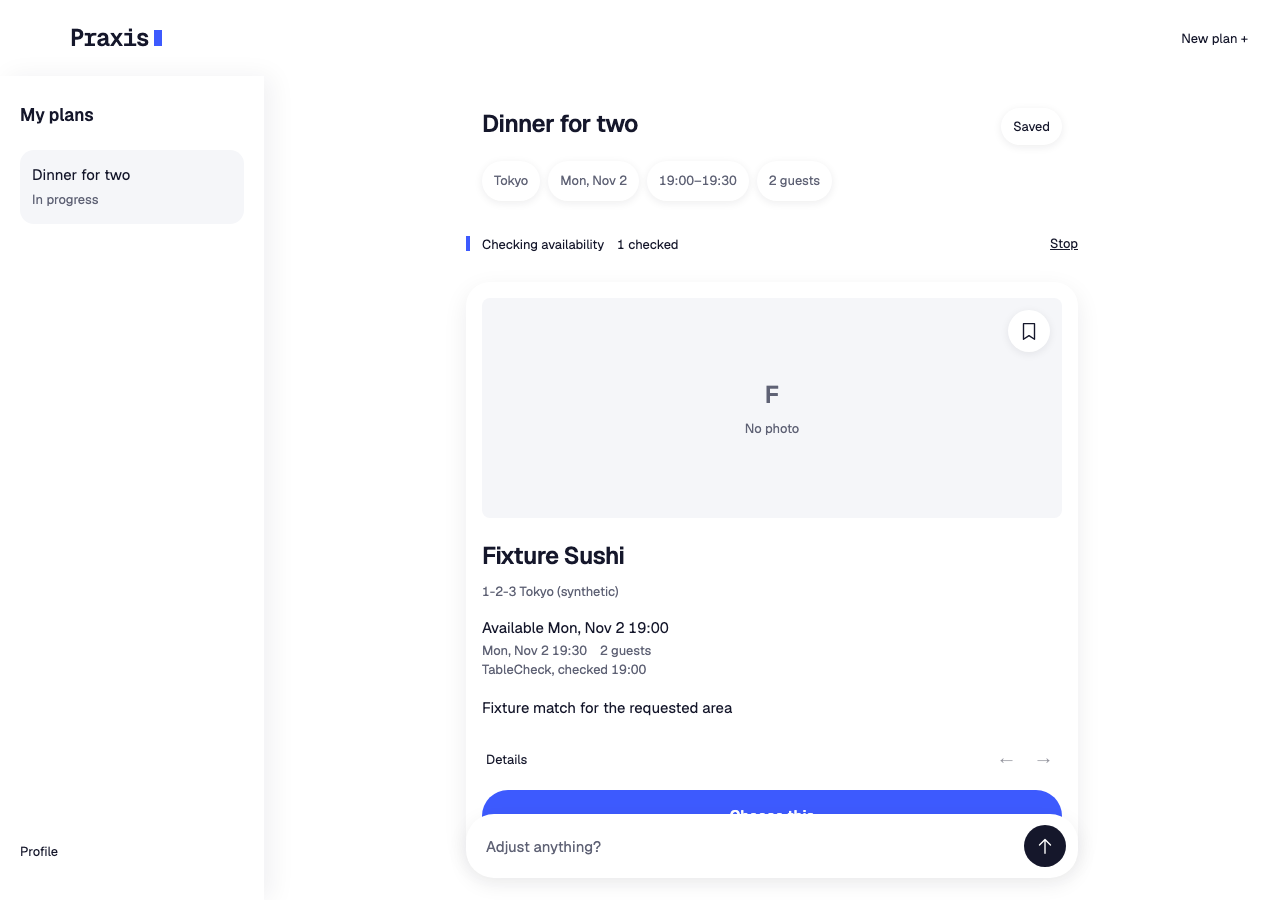 Praxis
New plan +
My plans
Dinner for two
In progress
Profile
Dinner for two
Saved
Tokyo
Mon, Nov 2
19:00–19:30
2 guests
Checking availability 1 checked
Stop
F
No photo
Fixture Sushi
1-2-3 Tokyo (synthetic)
Available Mon, Nov 2 19:00
Mon, Nov 2 19:30 2 guests
TableCheck, checked 19:00
Fixture match for the requested area
Details
← →
Choose this
Adjust anything?